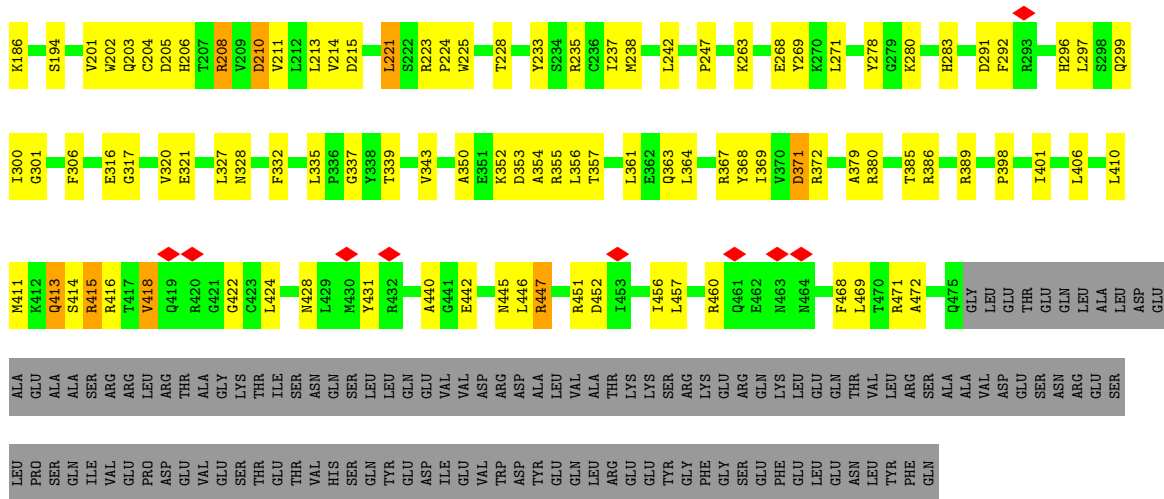 K186 S194 V201 W202 Q203 C204 D205 H206 T207 R208 V209 D210 V211 L212 L213 V214 D215 L221 S222 R223 P224 W225 T228 Y233 S234 R235 C236 I237 M238 L242 P247 K263 E268 Y269 K270 L271 Y278 G279 K280 H283 D291 F292 R293 H296 L297 S298 Q299
I300 G301 F306 E316 G317 V320 E321 L327 N328 F332 L335 P336 G337 Y338 T339 V343 A350 E351 K352 D353 A354 R355 L356 T357 L361 E362 Q363 L364 R367 Y368 I369 V370 D371 R372 A379 R380 T385 R386 R389 P398 I401 L406 L410
M411 K412 Q413 S414 R415 R416 T417 V418 Q419 R420 G421 G422 C423 L424 N428 L429 M430 Y431 R432 A440 G441 E442 N445 L446 R447 R451 D452 I453 I456 L457 R460 Q461 E462 N463 N464 F468 L469 T470 R471 A472 Q475 GLY LEU GLU THR GLU GLN LEU ALA LEU ASP GLU
ALA GLU ALA ALA SER ARG ARG LEU ARG THR ALA GLY LYS THR ILE SER ASN GLN SER LEU LEU GLN GLU VAL VAL ASP ARG ASP ALA LEU VAL ALA THR LYS LYS SER ARG LYS GLU ARG GLN LYS LEU GLU GLN THR VAL LEU ARG SER ALA ALA VAL ASP GLU SER ASN ARG GLU SER
LEU PRO SER GLN ILE VAL GLU PRO ASP GLU VAL GLU SER THR GLU THR VAL HIS SER GLN TYR GLU ASP ILE GLU VAL TRP ASP TYR GLU GLN LEU ARG GLU GLU TYR GLY PHE GLY SER GLU PHE GLU LEU GLU ASN LEU TYR PHE GLN